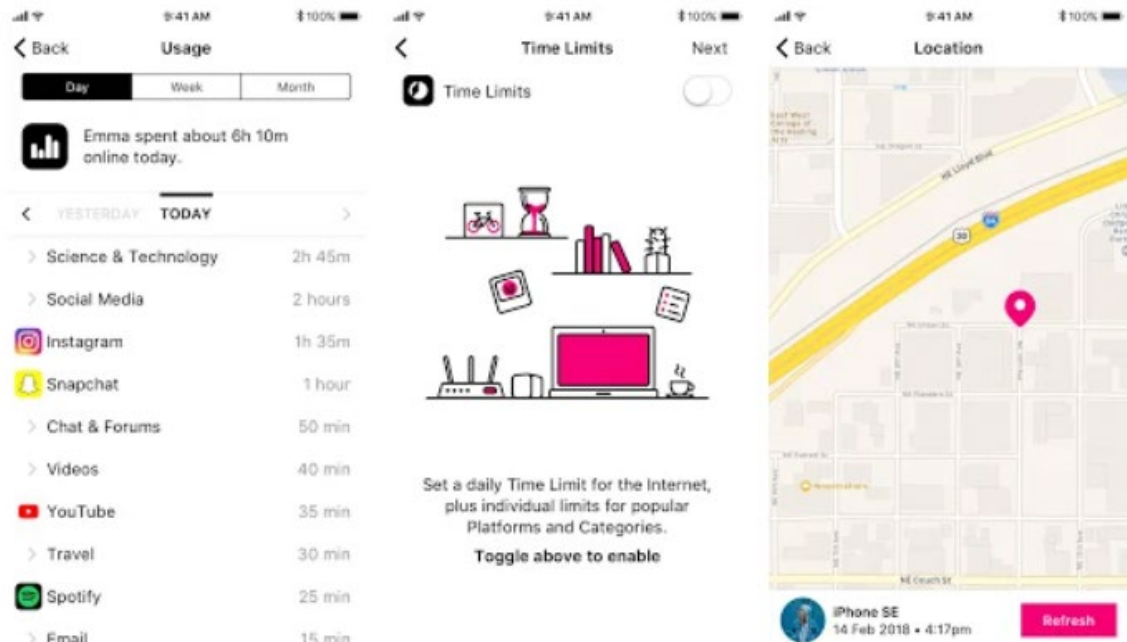 9:41 AM
100%
Back
Usage
Day
Week
Month
Emma spent about 6h 10m
online today.
YESTERDAY
TODAY
Science & Technology 2h 45m
Social Media 2 hours
Instagram 1h 35m
Snapchat 1 hour
Chat & Forums 50 min
Videos 40 min
YouTube 35 min
Travel 30 min
Spotify 25 min
Email 15 min
9:41 AM
100%
Time Limits
Next
Time Limits
Set a daily Time Limit for the Internet,
plus individual limits for popular
Platforms and Categories.
Toggle above to enable
9:41 AM
100%
Back
Location
NE Lloyd Blvd
30
84
NE Couch St
iPhone SE
14 Feb 2018 • 4:17pm
Refresh